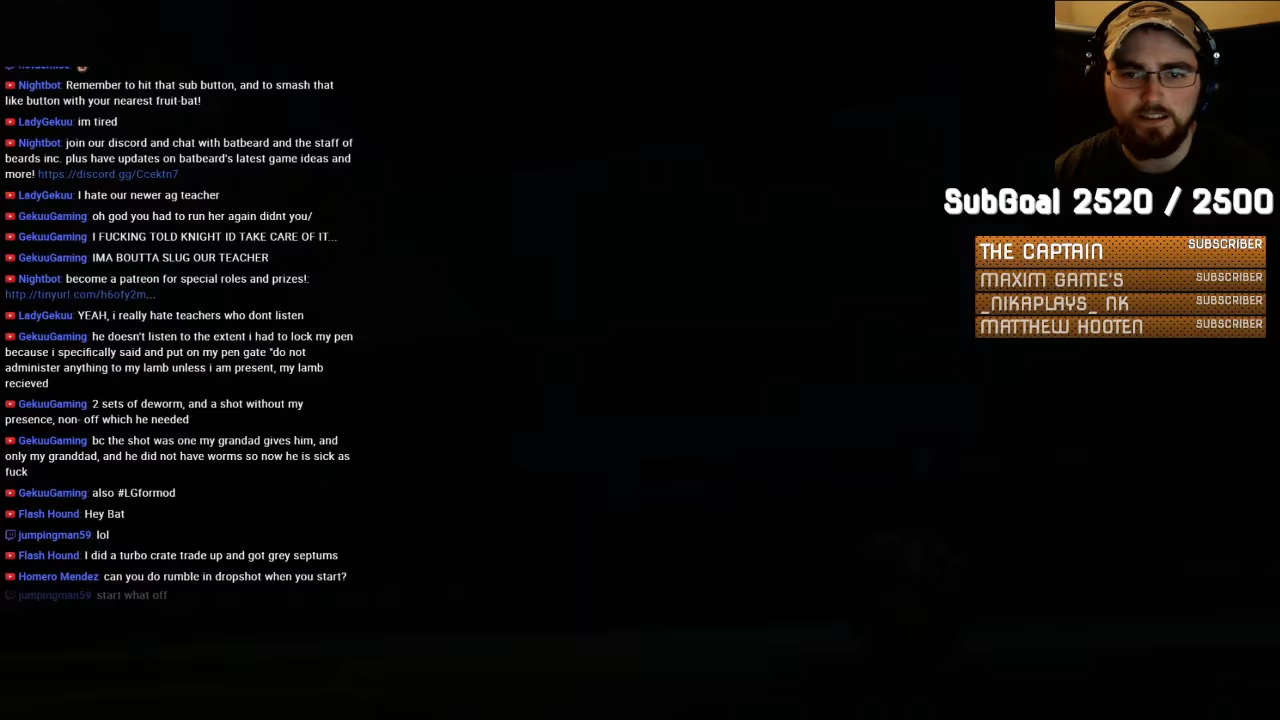 Nightbot: Remember to hit that sub button, and to smash that
like button with your nearest fruit-bat!
LadyGekuu: im tired
Nightbot: join our discord and chat with batbeard and the staff of
beards inc. plus have updates on batbeard's latest game ideas and
more! https://discord.gg/Ccektn7
LadyGekuu: I hate our newer ag teacher
GekuuGaming: oh god you had to run her again didnt you/
GekuuGaming: I FUCKING TOLD KNIGHT ID TAKE CARE OF IT...
GekuuGaming: IMA BOUTTA SLUG OUR TEACHER
Nightbot: become a patreon for special roles and prizes!:
http://tinyurl.com/h6ofy2m...
LadyGekuu: YEAH, i really hate teachers who dont listen
GekuuGaming: he doesn't listen to the extent i had to lock my pen
because i specifically said and put on my pen gate "do not
administer anything to my lamb unless i am present, my lamb
recieved
GekuuGaming: 2 sets of deworm, and a shot without my
presence, non- off which he needed
GekuuGaming: bc the shot was one my grandad gives him, and
only my granddad, and he did not have worms so now he is sick as
fuck
GekuuGaming: also #LGformod
Flash Hound: Hey Bat
jumpingman59: lol
Flash Hound: I did a turbo crate trade up and got grey septums
Homero Mendez: can you do rumble in dropshot when you start?
jumpingman59: start what off
SubGoal 2520 / 2500
THE CAPTAIN SUBSCRIBER
MAXIM GAME'S SUBSCRIBER
_NIKAPLAYS_ NK SUBSCRIBER
MATTHEW HOOTEN SUBSCRIBER